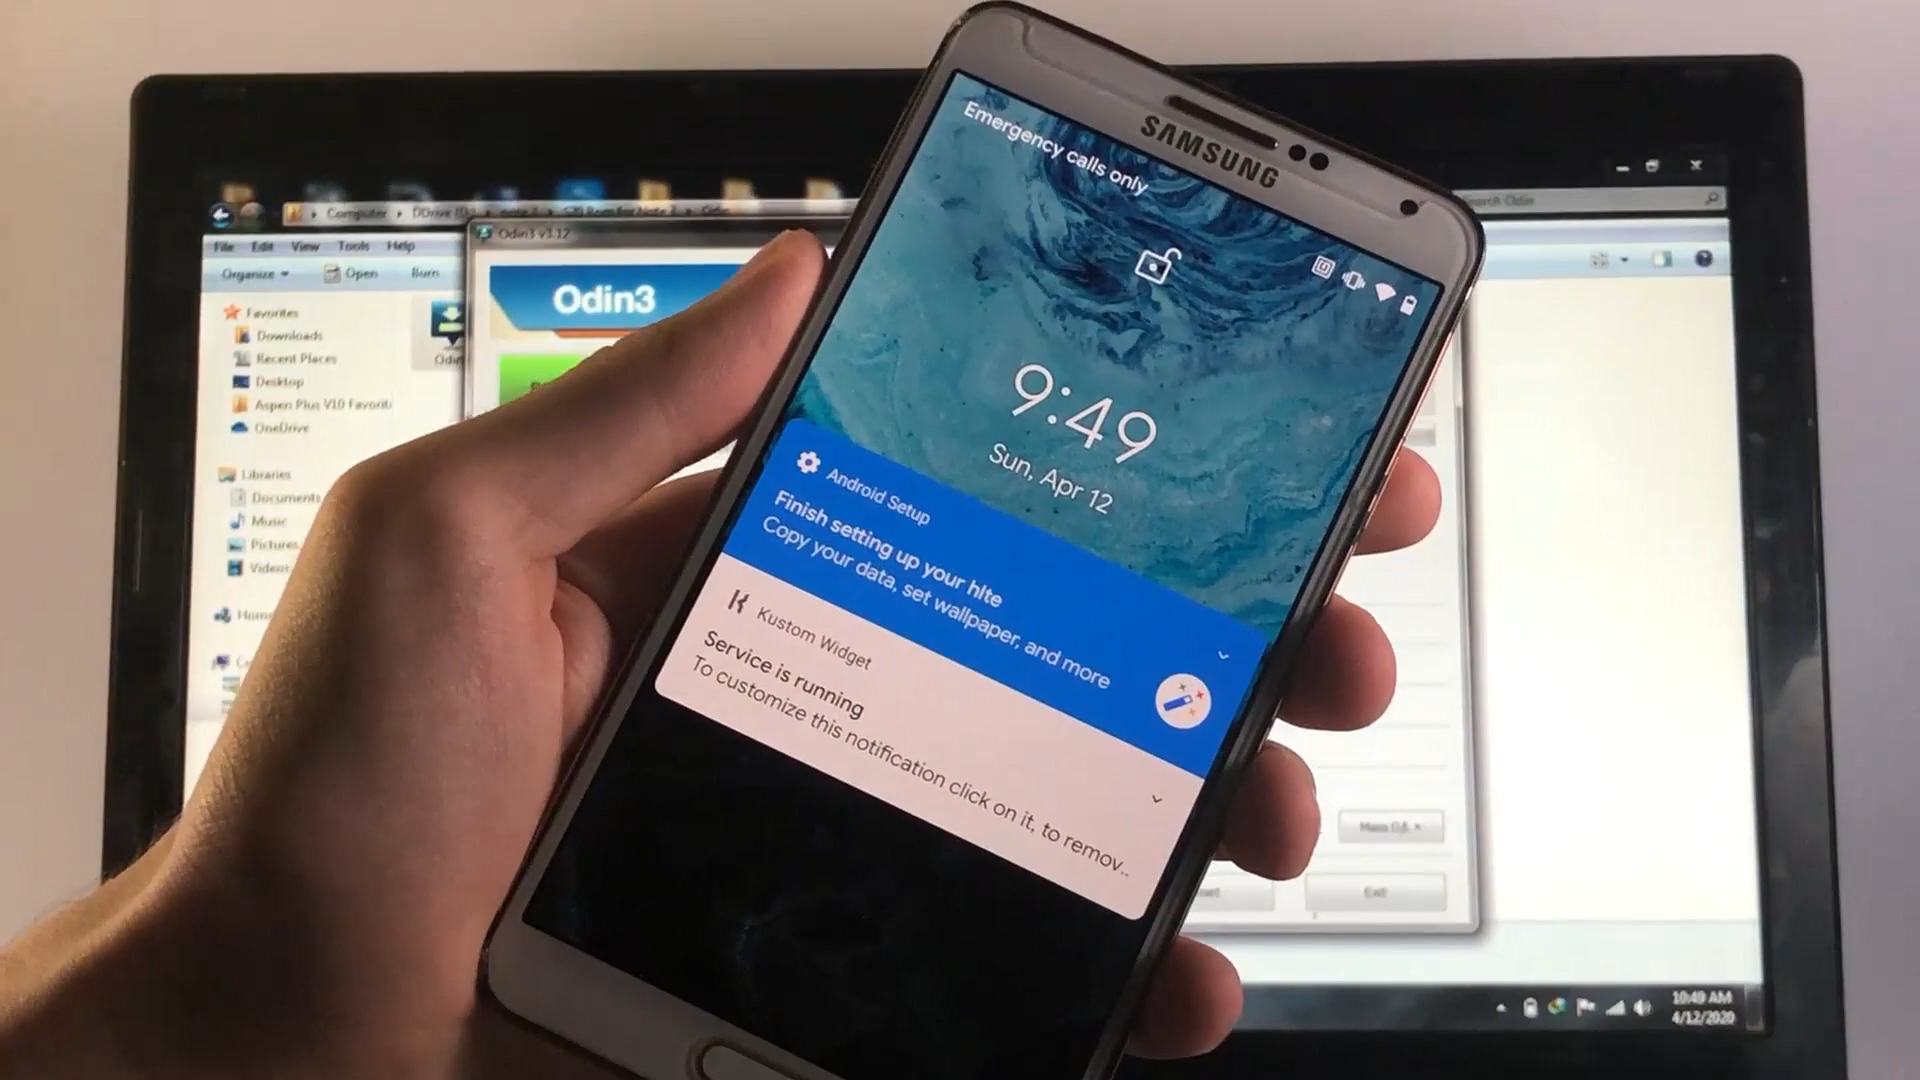 Computer
Search Odin
File Edit View Tools Help
Organize Open Burn
Favorites
Downloads
Recent Places
Desktop
Aspen Plus V10 Favorit
OneDrive
Libraries
Documents
Music
Pictures
Videos
Odin3 v3.12
Odin3
SAMSUNG
Emergency calls only
9:49
Sun, Apr 12
Android Setup
Finish setting up your hlte
Copy your data, set wallpaper, and more
Kustom Widget
Service is running
To customize this notification click on it, to remov..
Exit
10:49 AM
4/12/2020